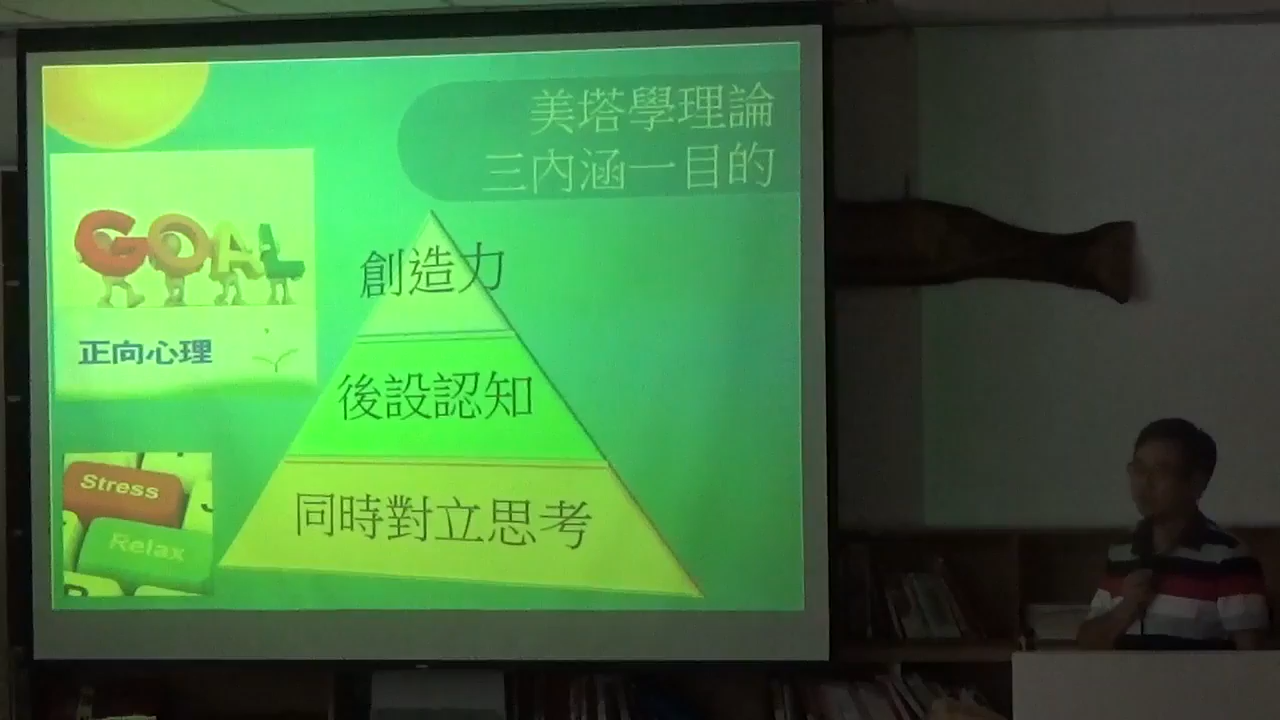 美塔學理論
三內涵一目的
GOAL
正向心理
創造力
後設認知
同時對立思考
Stress
Relax